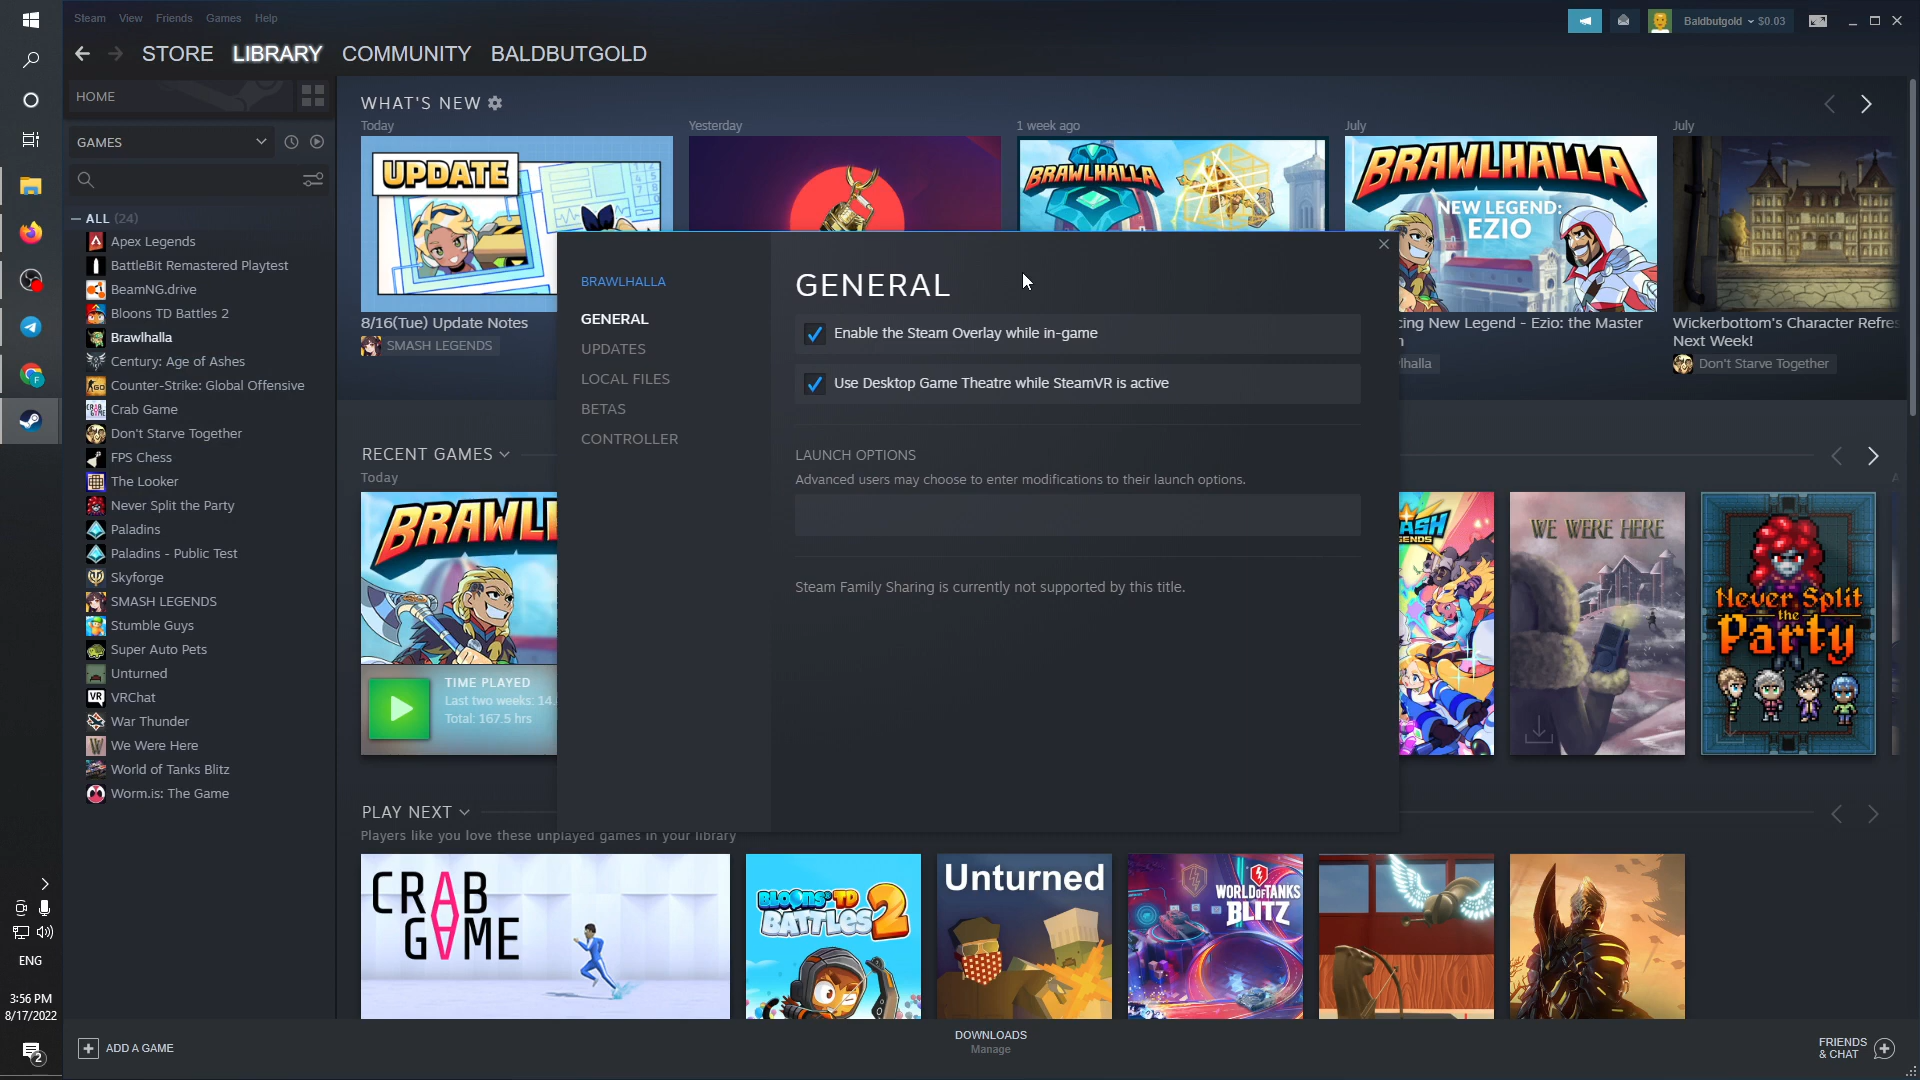 Steam View Friends Games Help
Baldbutgold $0.03
STORE LIBRARY COMMUNITY BALDBUTGOLD
HOME
GAMES
ALL (24)
Apex Legends
BattleBit Remastered Playtest
BeamNG.drive
Bloons TD Battles 2
Brawlhalla
Century: Age of Ashes
Counter-Strike: Global Offensive
Crab Game
Don't Starve Together
FPS Chess
The Looker
Never Split the Party
Paladins
Paladins - Public Test
Skyforge
SMASH LEGENDS
Stumble Guys
Super Auto Pets
Unturned
VRChat
War Thunder
We Were Here
World of Tanks Blitz
Worm.is: The Game
WHAT'S NEW
Today
UPDATE
8/16(Tue) Update Notes
SMASH LEGENDS
Yesterday
1 week ago
BRAWLHALLA
July
BRAWLHALLA
NEW LEGEND:
EZIO
cing New Legend - Ezio: the Master
n
lhalla
July
Wickerbottom's Character Refres
Next Week!
Don't Starve Together
BRAWLHALLA
GENERAL
UPDATES
LOCAL FILES
BETAS
CONTROLLER
GENERAL
Enable the Steam Overlay while in-game
Use Desktop Game Theatre while SteamVR is active
LAUNCH OPTIONS
Advanced users may choose to enter modifications to their launch options.
Steam Family Sharing is currently not supported by this title.
RECENT GAMES
Today
BRAWL
TIME PLAYED
Last two weeks: 14.
Total: 167.5 hrs
ASH
ENDS
WE WERE HERE
Never Split
the
Party
PLAY NEXT
Players like you love these unplayed games in your library
CRAB
GAME
BLOONS TD
BATTLES 2
Unturned
WORLD OF TANKS
BLITZ
ENG
3:56 PM
8/17/2022
2
ADD A GAME
DOWNLOADS
Manage
FRIENDS
& CHAT